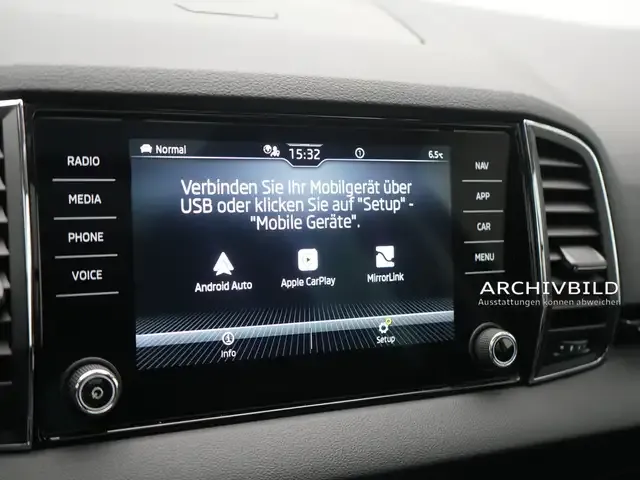 Normal
15:32
1
6.5°C
RADIO
MEDIA
PHONE
VOICE
NAV
APP
CAR
MENU
Verbinden Sie Ihr Mobilgerät über
USB oder klicken Sie auf "Setup" -
"Mobile Geräte".
Android Auto
Apple CarPlay
MirrorLink
Info
Setup
ARCHIVBILD
Ausstattungen können abweichen